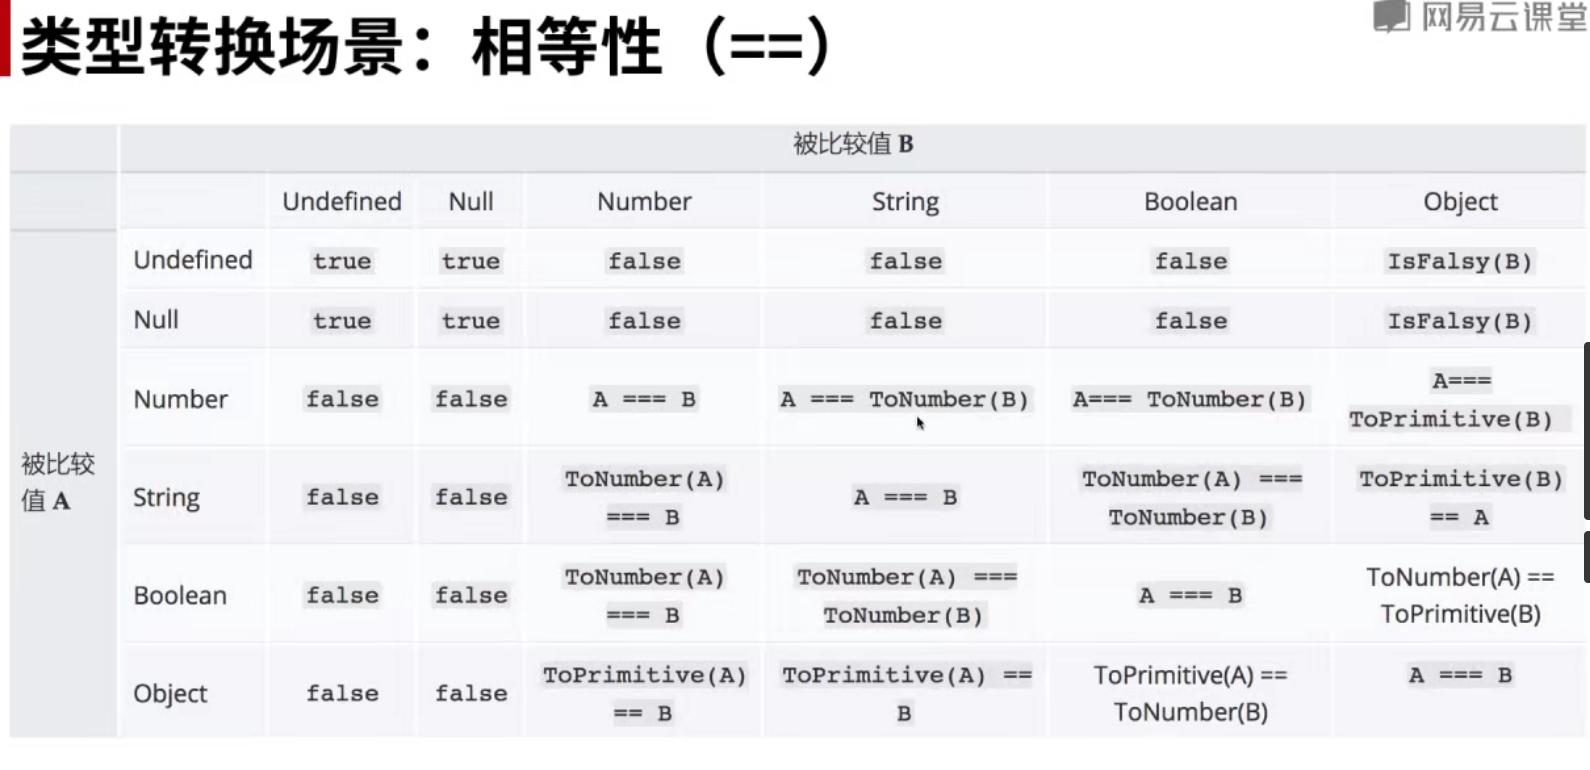 网易云课堂
类型转换场景：相等性（==）
被比较值 B
Undefined Null Number String Boolean Object
Undefined true true false false false IsFalsy(B)
Null true true false false false IsFalsy(B)
被比较
值 A
Number false false A === B A === ToNumber(B) A=== ToNumber(B) A===
ToPrimitive(B)
String false false ToNumber(A)
=== B
A === B
ToNumber(A) ===
ToNumber(B)
ToPrimitive(B)
== A
Boolean false false ToNumber(A)
=== B
ToNumber(A) ===
ToNumber(B)
A === B
ToNumber(A) ==
ToPrimitive(B)
Object false false ToPrimitive(A)
== B
ToPrimitive(A) ==
B
ToPrimitive(A) ==
ToNumber(B)
A === B